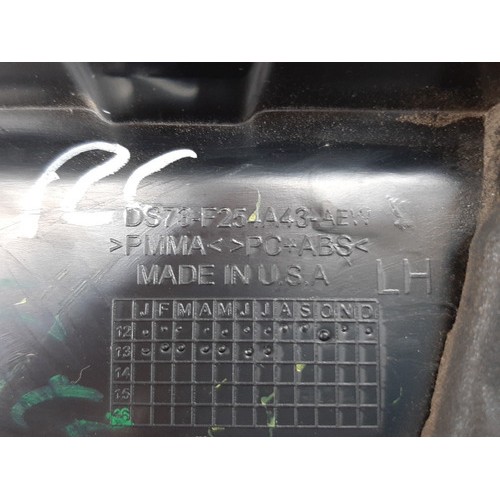 DS73-F254A43-AEW
>PMMA< >PC+ABS<
MADE IN U.S.A
LH
J F M A M J J A S O N D
12
13
14
15